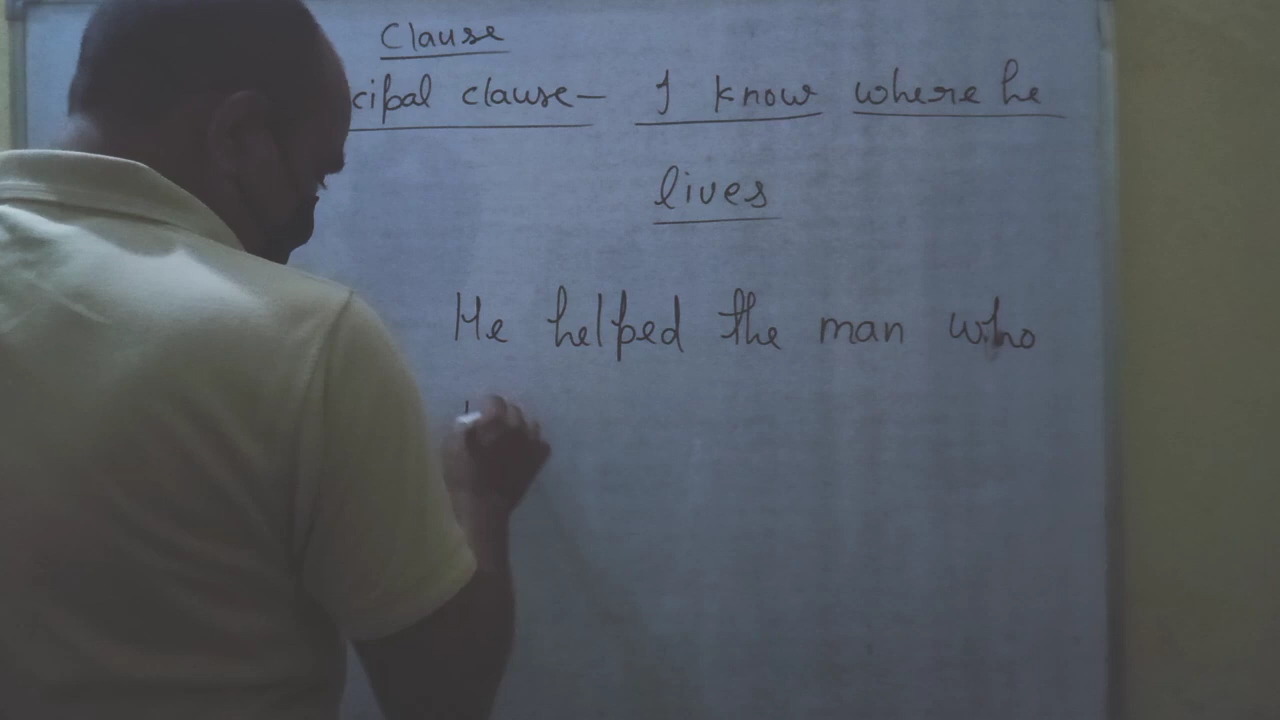 Clause
cipal clause— I know where he
lives
He helped the man who